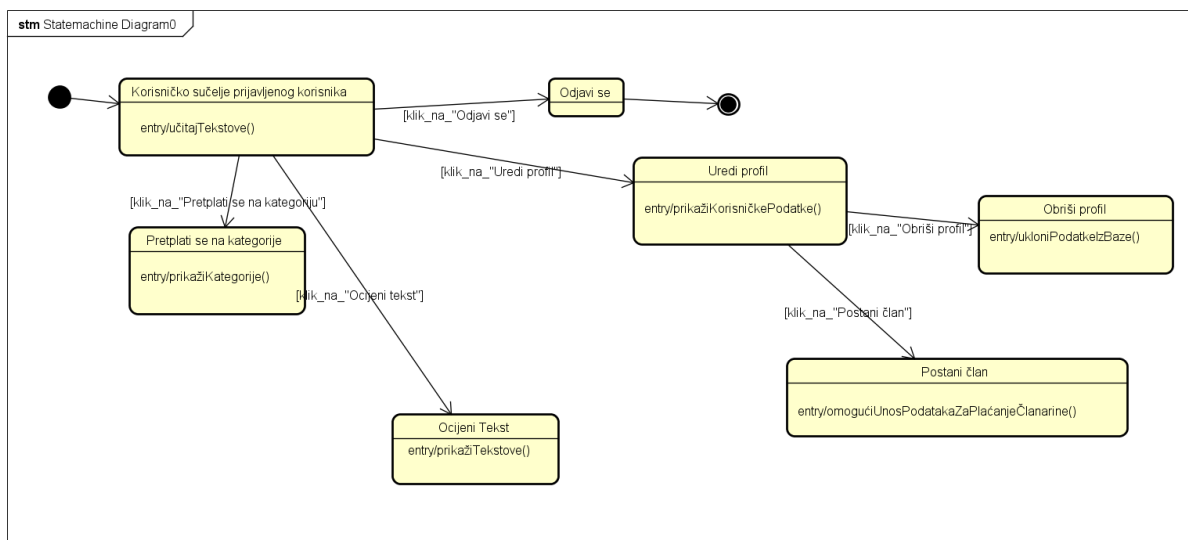 stm Statemachine Diagram0
Korisničko sučelje prijavljenog korisnika
entry/učitajTekstove()
Odjavi se
[klik_na_"Odjavi se"]
[klik_na_"Uredi profil"]
Uredi profil
entry/prikažiKorisničkePodatke()
[klik_na_"Pretplati se na kategoriju"]
Pretplati se na kategorije
entry/prikažiKategorije()
[klik_na_"Obriši profil"]
Obriši profil
entry/ukloniPodatkeIzBaze()
[klik_na_"Ocijeni tekst"]
[klik_na_"Postani član"]
Postani član
entry/omogućiUnosPodatakaZaPlaćanjeČlanarine()
Ocijeni Tekst
entry/prikažiTekstove()